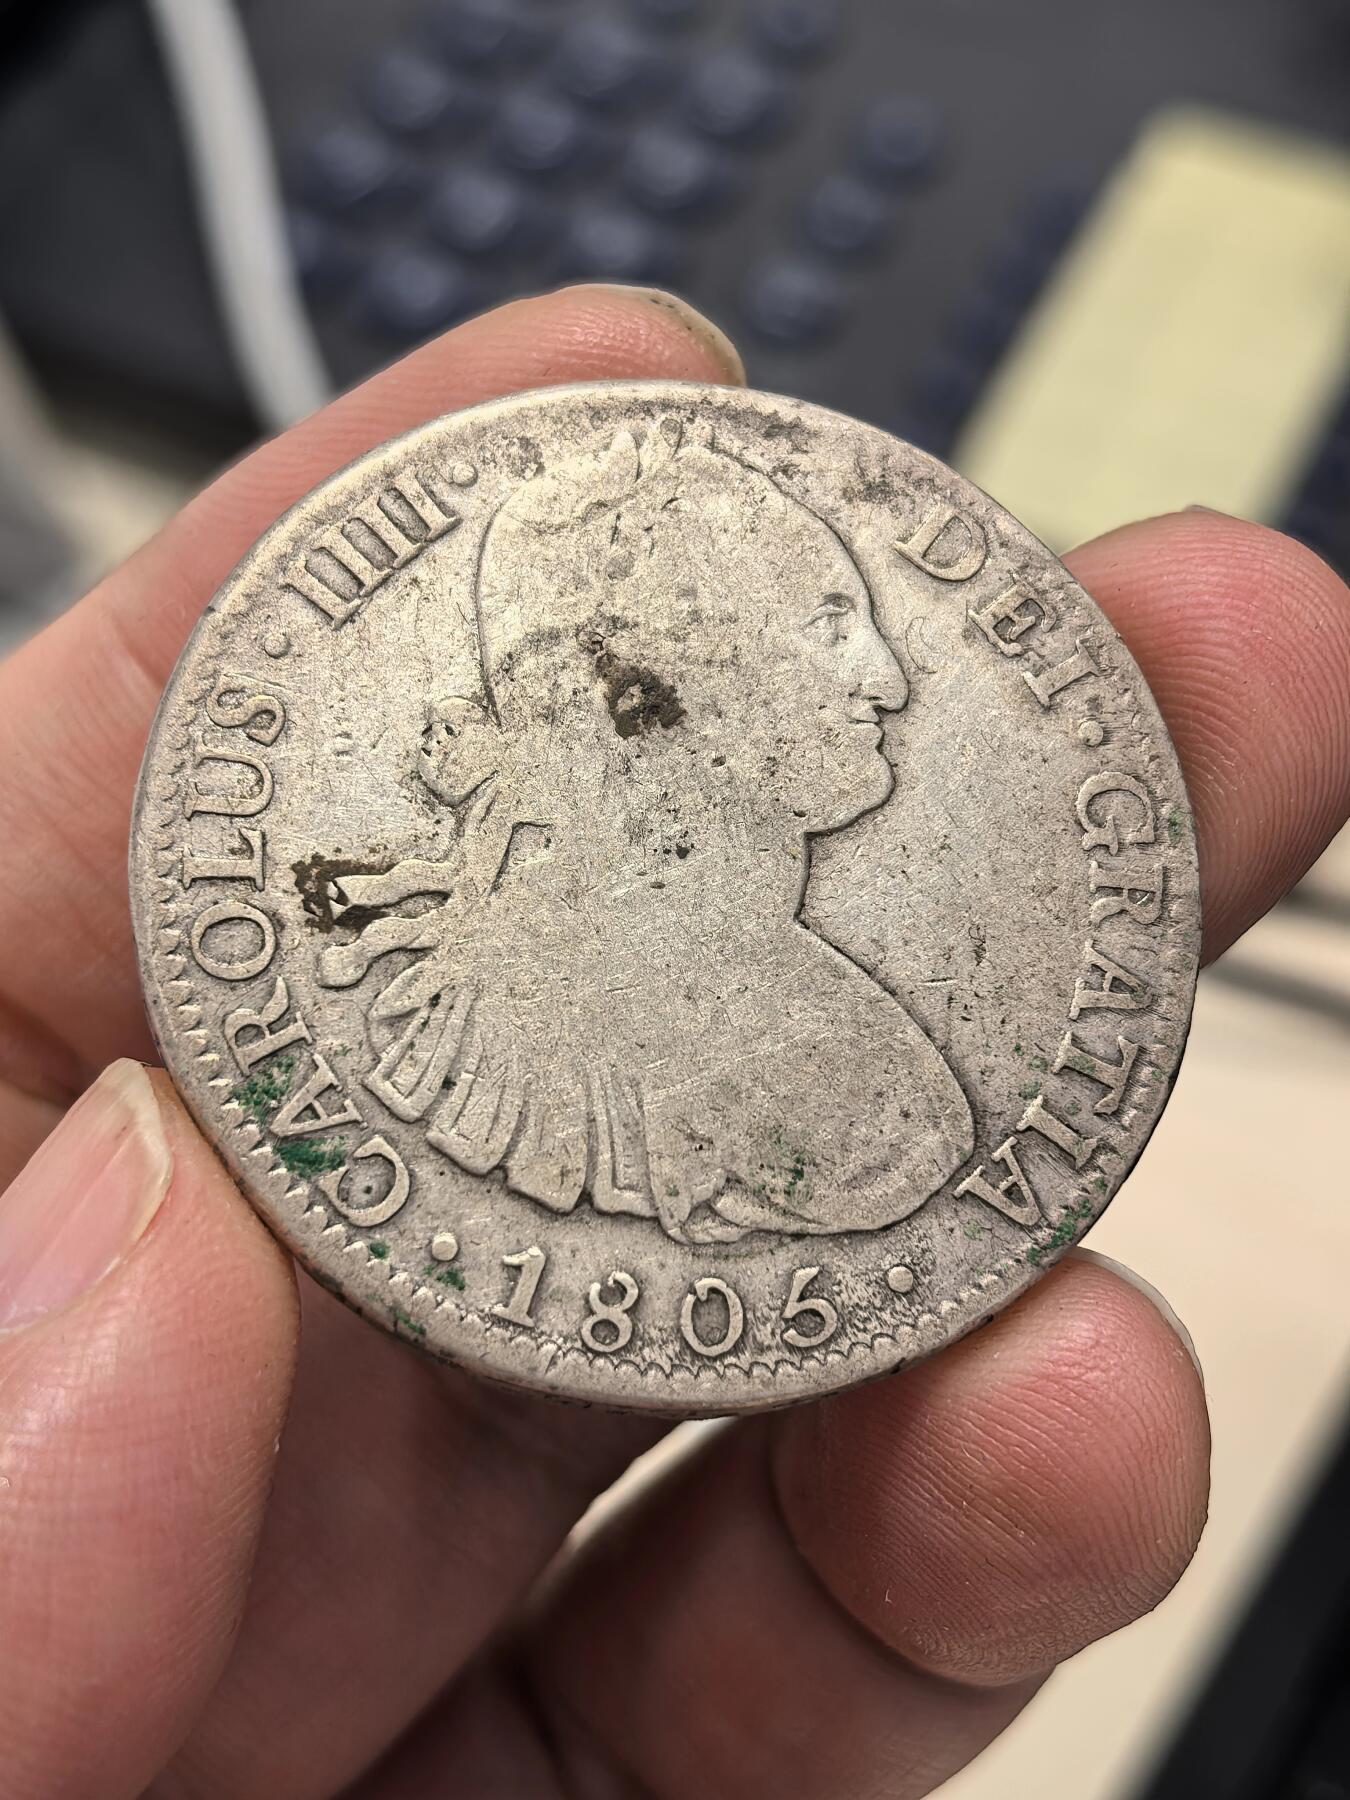 CAROLUS · IIII · DEI · GRATIA
· 1805 ·